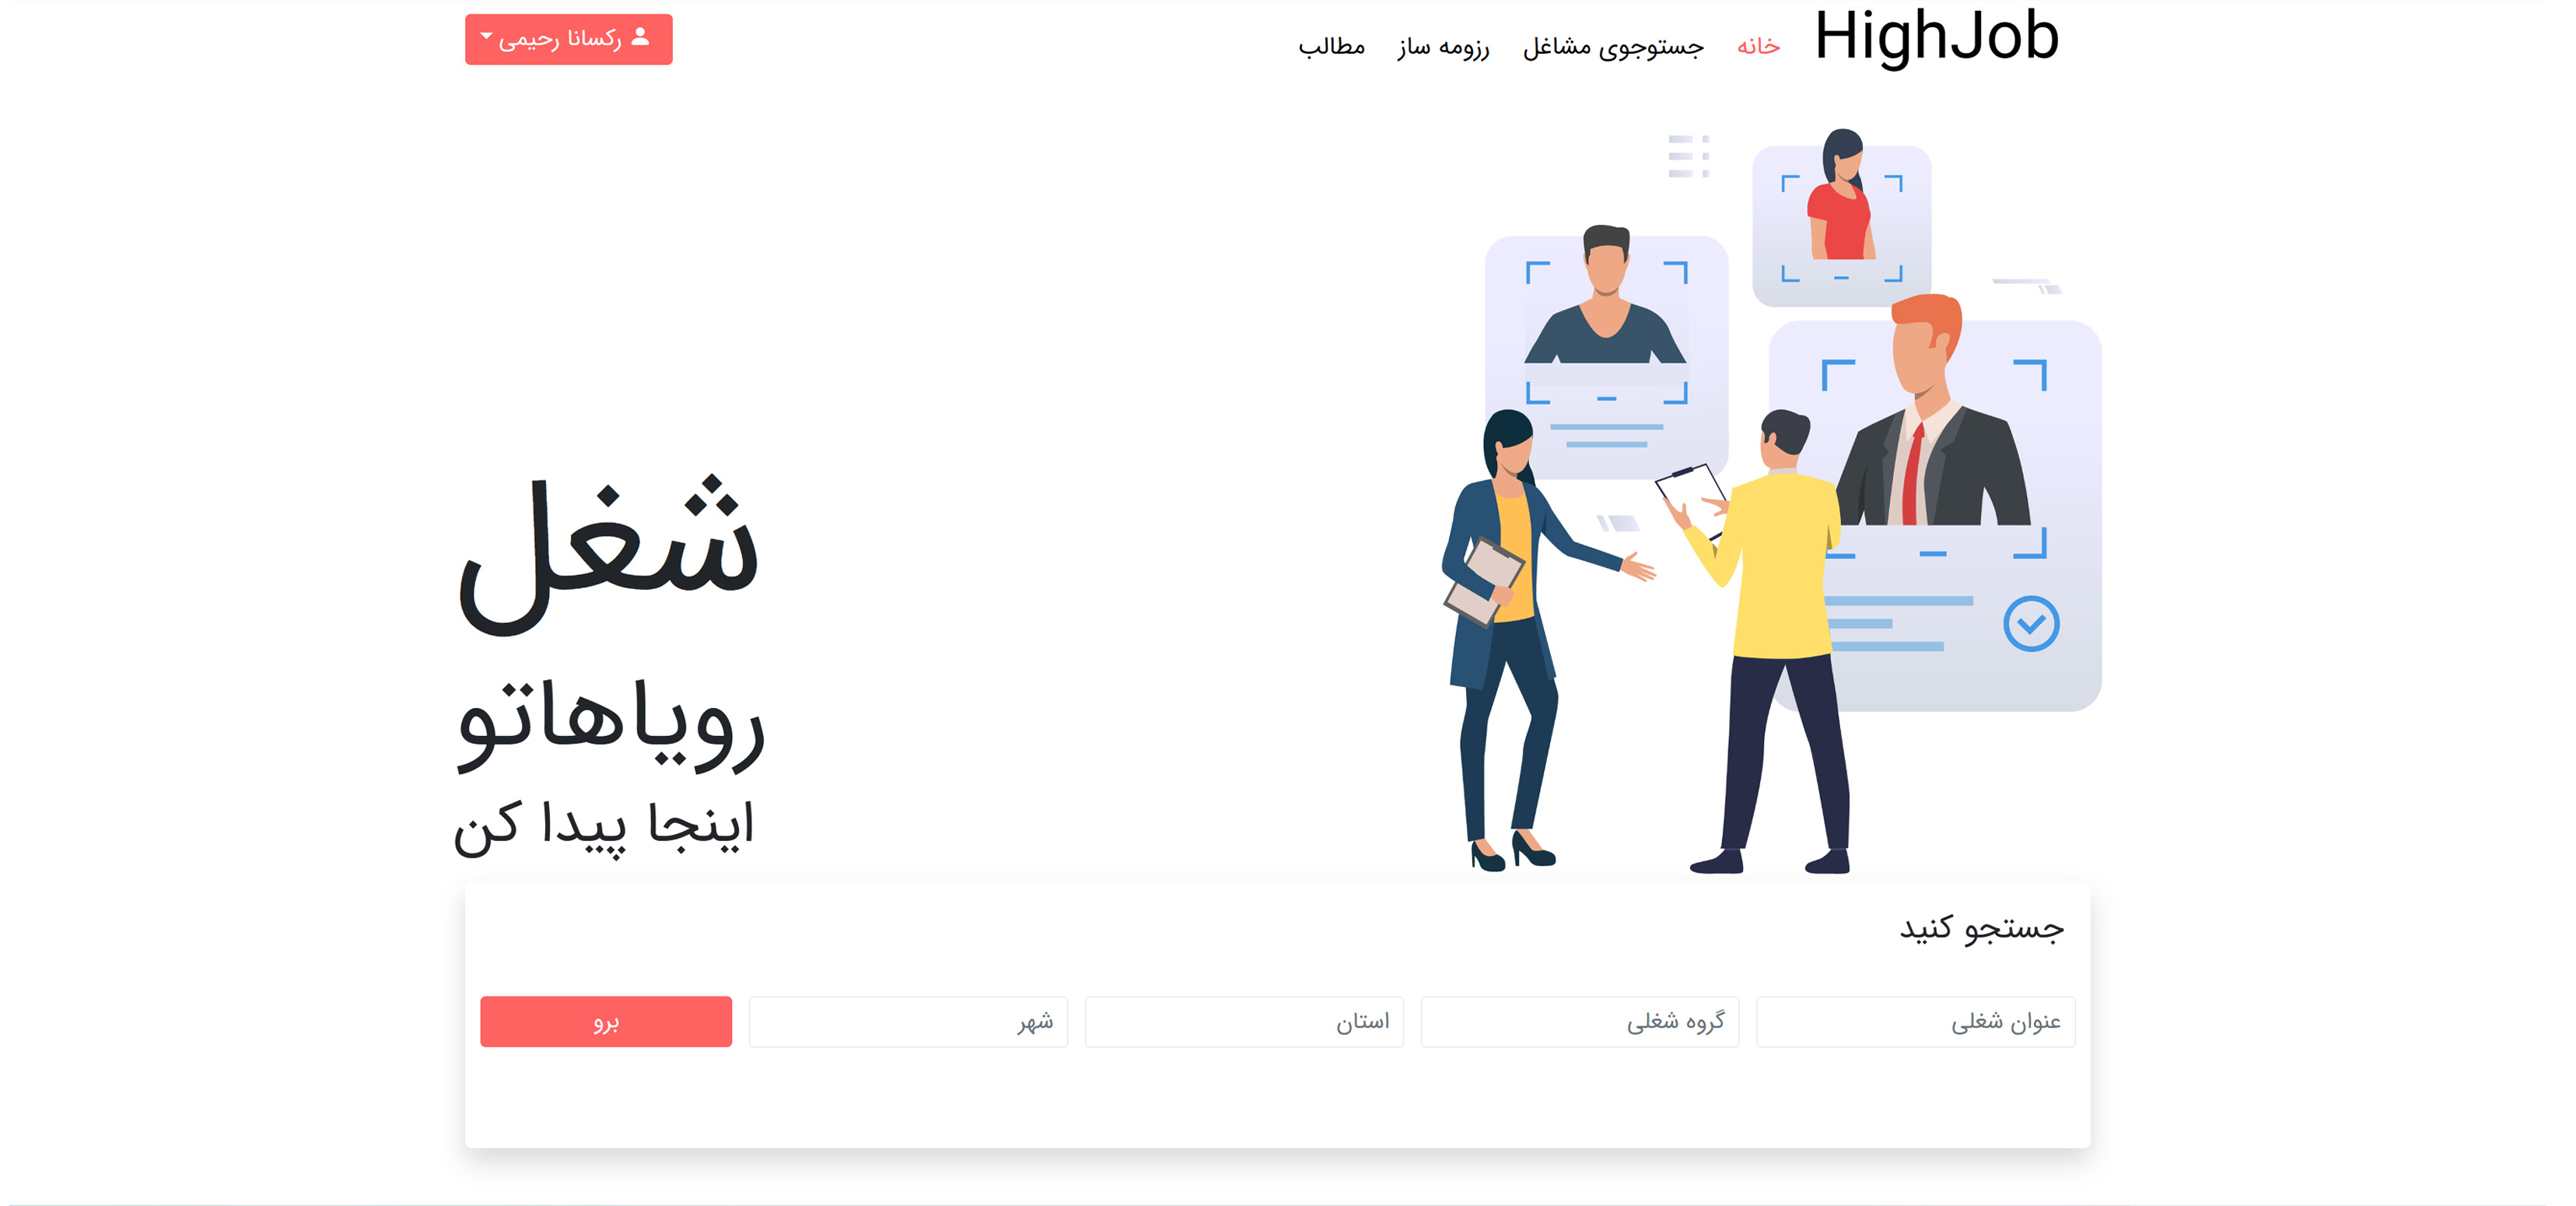 HighJob
خانه
جستوجوی مشاغل
رزومه ساز
مطالب
رکسانا رحیمی
شغل
رویاهاتو
اینجا پیدا کن
جستجو کنید
عنوان شغلی
گروه شغلی
استان
شهر
برو